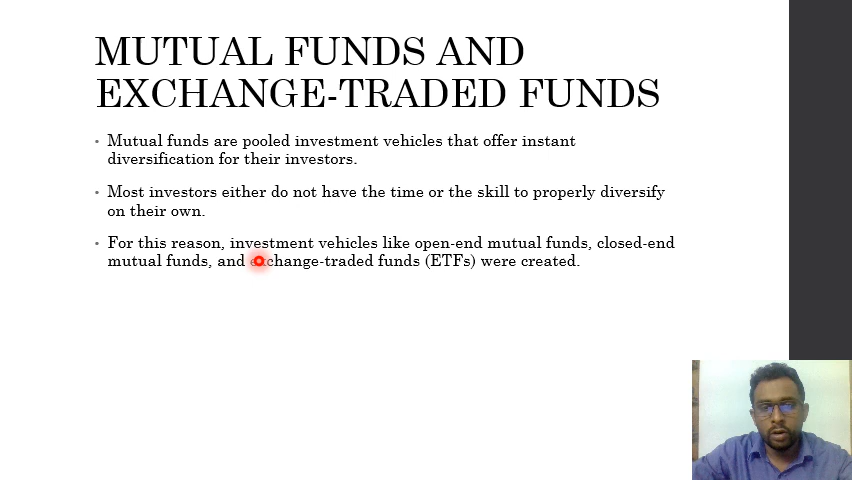 MUTUAL FUNDS AND
EXCHANGE-TRADED FUNDS
• Mutual funds are pooled investment vehicles that offer instant
diversification for their investors.
• Most investors either do not have the time or the skill to properly diversify
on their own.
• For this reason, investment vehicles like open-end mutual funds, closed-end
mutual funds, and exchange-traded funds (ETFs) were created.